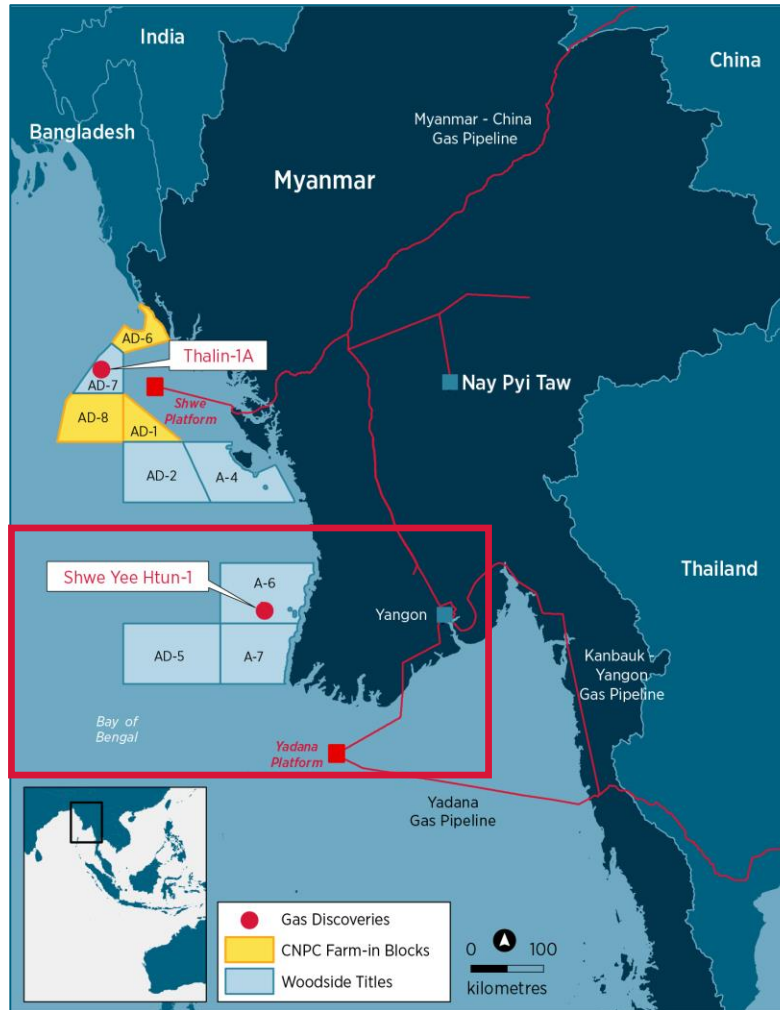 India
China
Bangladesh
Myanmar - China
Gas Pipeline
Myanmar
AD-6
Thalin-1A
AD-7
Shwe
Platform
Nay Pyi Taw
AD-8
AD-1
AD-2
A-4
Shwe Yee Htun-1
A-6
Thailand
Yangon
AD-5
A-7
Kanbauk -
Yangon
Gas Pipeline
Bay of
Bengal
Yadana
Platform
Yadana
Gas Pipeline
Gas Discoveries
CNPC Farm-in Blocks
Woodside Titles
0 100
kilometres